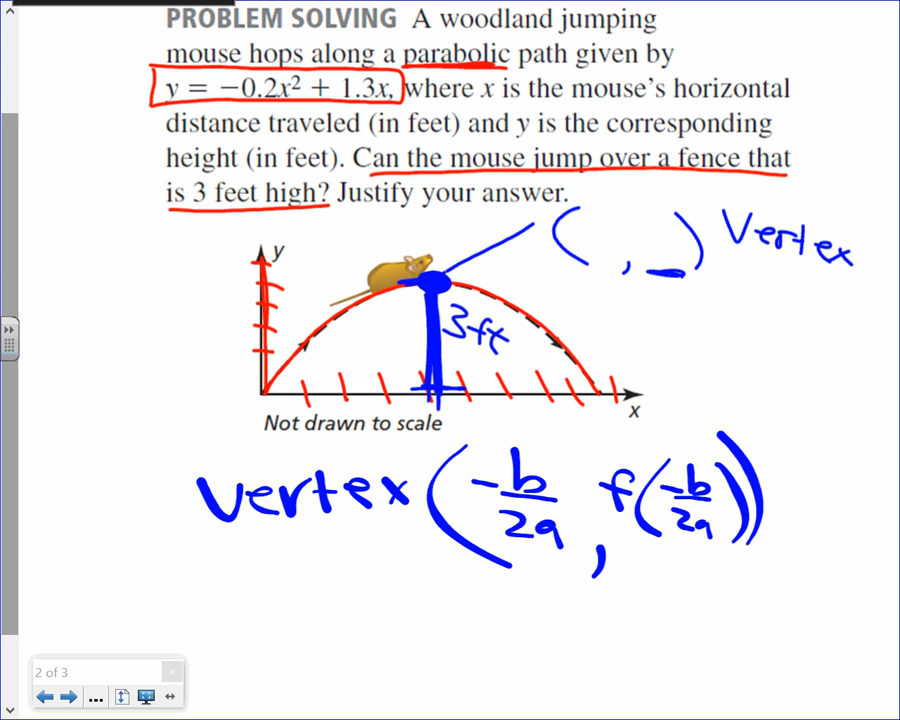 PROBLEM SOLVING A woodland jumping
mouse hops along a parabolic path given by
y = −0.2x² + 1.3x, where x is the mouse's horizontal
distance traveled (in feet) and y is the corresponding
height (in feet). Can the mouse jump over a fence that
is 3 feet high? Justify your answer.
( , _ ) Vertex
y
3ft
x
Not drawn to scale
vertex (-b/2a, f(-b/2a))
2 of 3